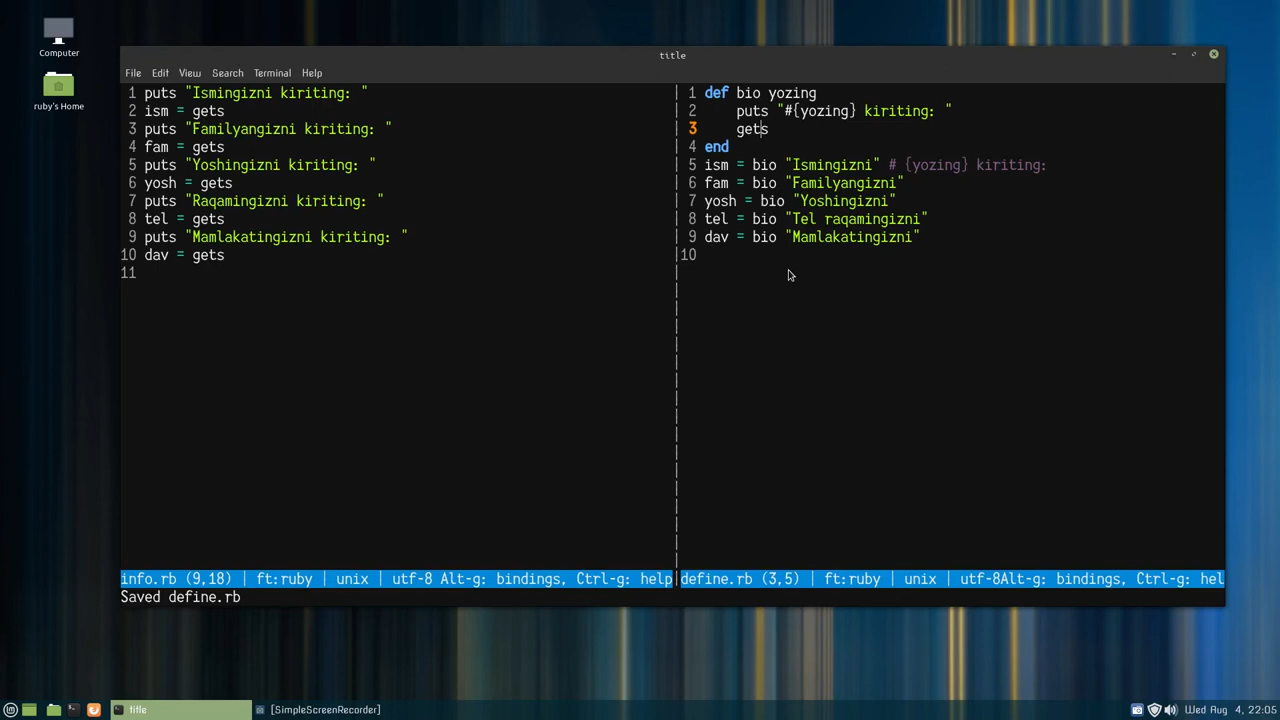 Computer
ruby's Home
title
File Edit View Search Terminal Help
1 puts "Ismingizni kiriting: "
2 ism = gets
3 puts "Familyangizni kiriting: "
4 fam = gets
5 puts "Yoshingizni kiriting: "
6 yosh = gets
7 puts "Raqamingizni kiriting: "
8 tel = gets
9 puts "Mamlakatingizni kiriting: "
10 dav = gets
11
1 def bio yozing
2 puts "#{yozing} kiriting: "
3 gets
4 end
5 ism = bio "Ismingizni" # {yozing} kiriting:
6 fam = bio "Familyangizni"
7 yosh = bio "Yoshingizni"
8 tel = bio "Tel raqamingizni"
9 dav = bio "Mamlakatingizni"
10
info.rb (9,18) | ft:ruby | unix | utf-8 Alt-g: bindings, Ctrl-g: help
define.rb (3,5) | ft:ruby | unix | utf-8Alt-g: bindings, Ctrl-g: hel
Saved define.rb
title
[SimpleScreenRecorder]
Wed Aug 4, 22:05